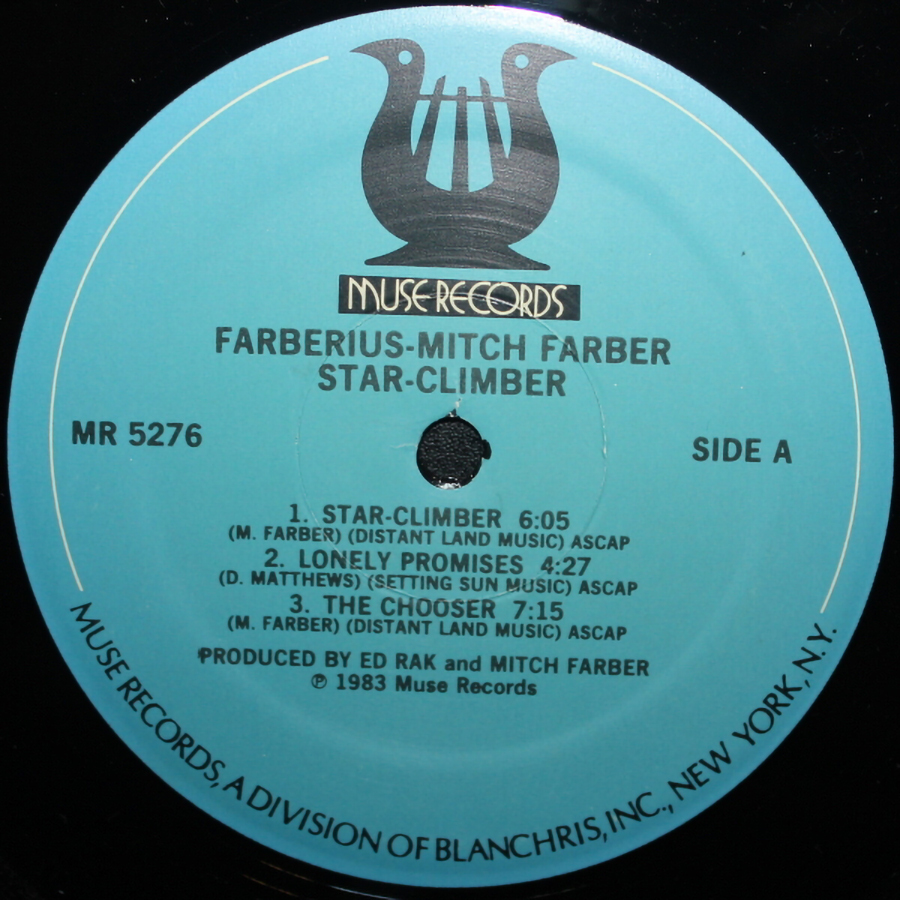 MUSE RECORDS
FARBERIUS-MITCH FARBER
STAR-CLIMBER
MR 5276
SIDE A
1. STAR-CLIMBER 6:05
(M. FARBER) (DISTANT LAND MUSIC) ASCAP
2. LONELY PROMISES 4:27
(D. MATTHEWS) (SETTING SUN MUSIC) ASCAP
3. THE CHOOSER 7:15
(M. FARBER) (DISTANT LAND MUSIC) ASCAP
PRODUCED BY ED RAK and MITCH FARBER
℗ 1983 Muse Records
MUSE RECORDS, A DIVISION OF BLANCHRIS, INC., NEW YORK, N.Y.